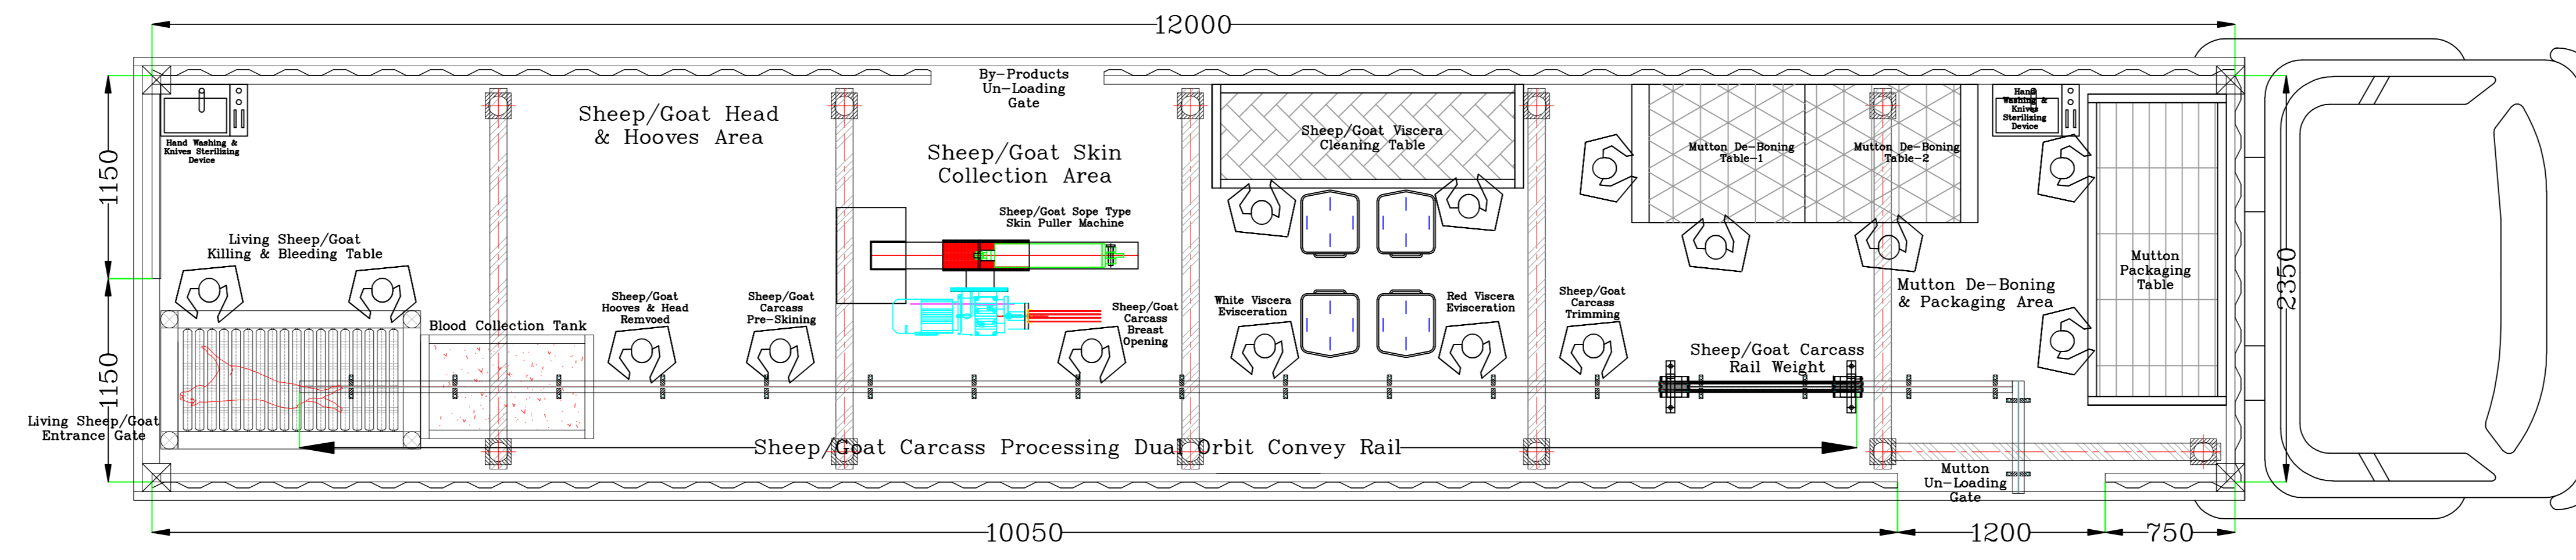 12000
By-Products
Un-Loading
Gate
Sheep/Goat Head
& Hooves Area
Hand Washing &
Knives Sterilizing
Device
Sheep/Goat Skin
Collection Area
Sheep/Goat Viscera
Cleaning Table
Mutton De-Boning
Table-1
Mutton De-Boning
Table-2
Hand
Washing &
Knives
Sterilizing
Device
1150
Sheep/Goat Sope Type
Skin Puller Machine
Living Sheep/Goat
Killing & Bleeding Table
Mutton
Packaging
Table
2350
Mutton De-Boning
& Packaging Area
Sheep/Goat
Hooves & Head
Remvoed
Sheep/Goat
Carcass
Pre-Skining
Sheep/Goat
Carcass
Breast
Opening
White Viscera
Evisceration
Red Viscera
Evisceration
Sheep/Goat
Carcass
Trimming
Blood Collection Tank
Sheep/Goat Carcass
Rail Weight
1150
Living Sheep/Goat
Entrance Gate
Sheep/Goat Carcass Processing Dual Orbit Convey Rail
Mutton
Un-Loading
Gate
10050
1200
750